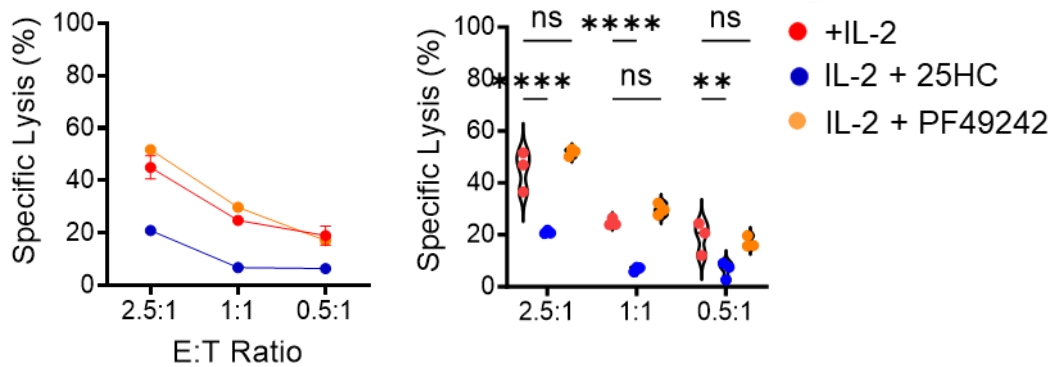 Specific Lysis (%)
100
80
60
40
20
0
2.5:1 1:1 0.5:1
E:T Ratio
Specific Lysis (%)
100
80
60
40
20
0
ns **** ns
**** ns **
2.5:1 1:1 0.5:1
+IL-2
IL-2 + 25HC
IL-2 + PF49242